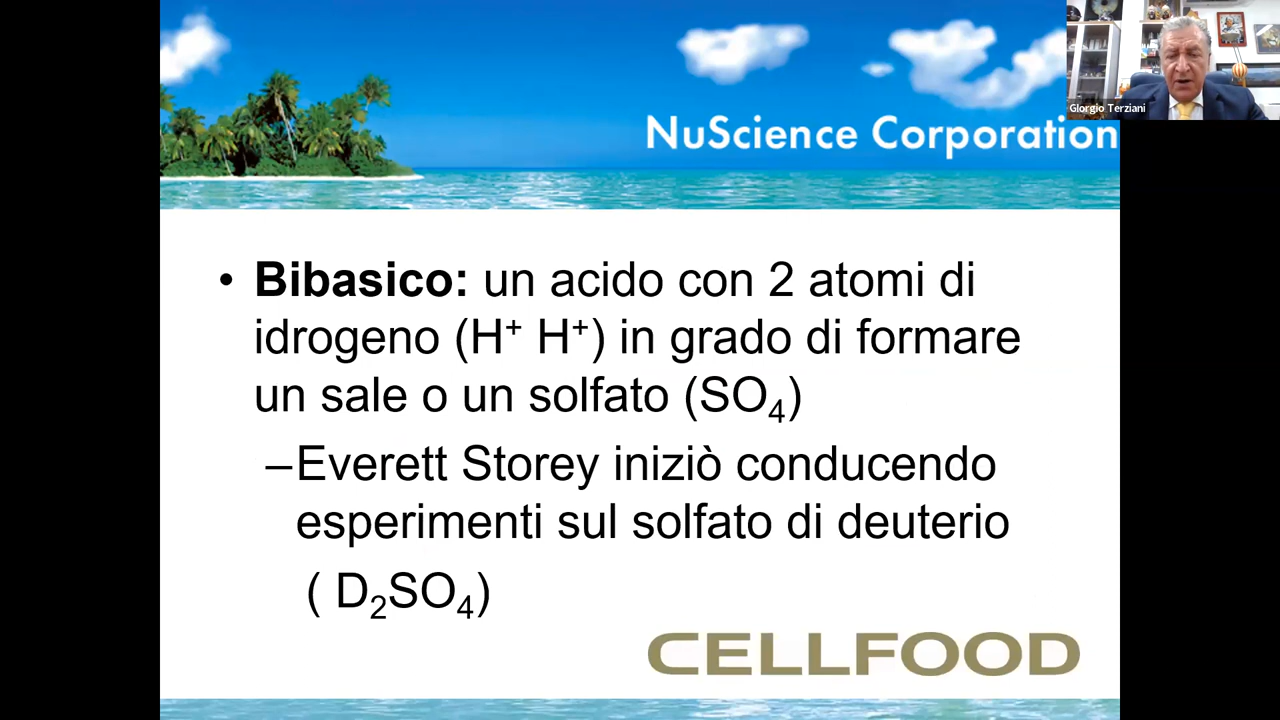 Giorgio Terziani
NuScience Corporation
• Bibasico: un acido con 2 atomi di
idrogeno (H⁺ H⁺) in grado di formare
un sale o un solfato (SO₄)
–Everett Storey iniziò conducendo
esperimenti sul solfato di deuterio
( D₂SO₄)
CELLFOOD